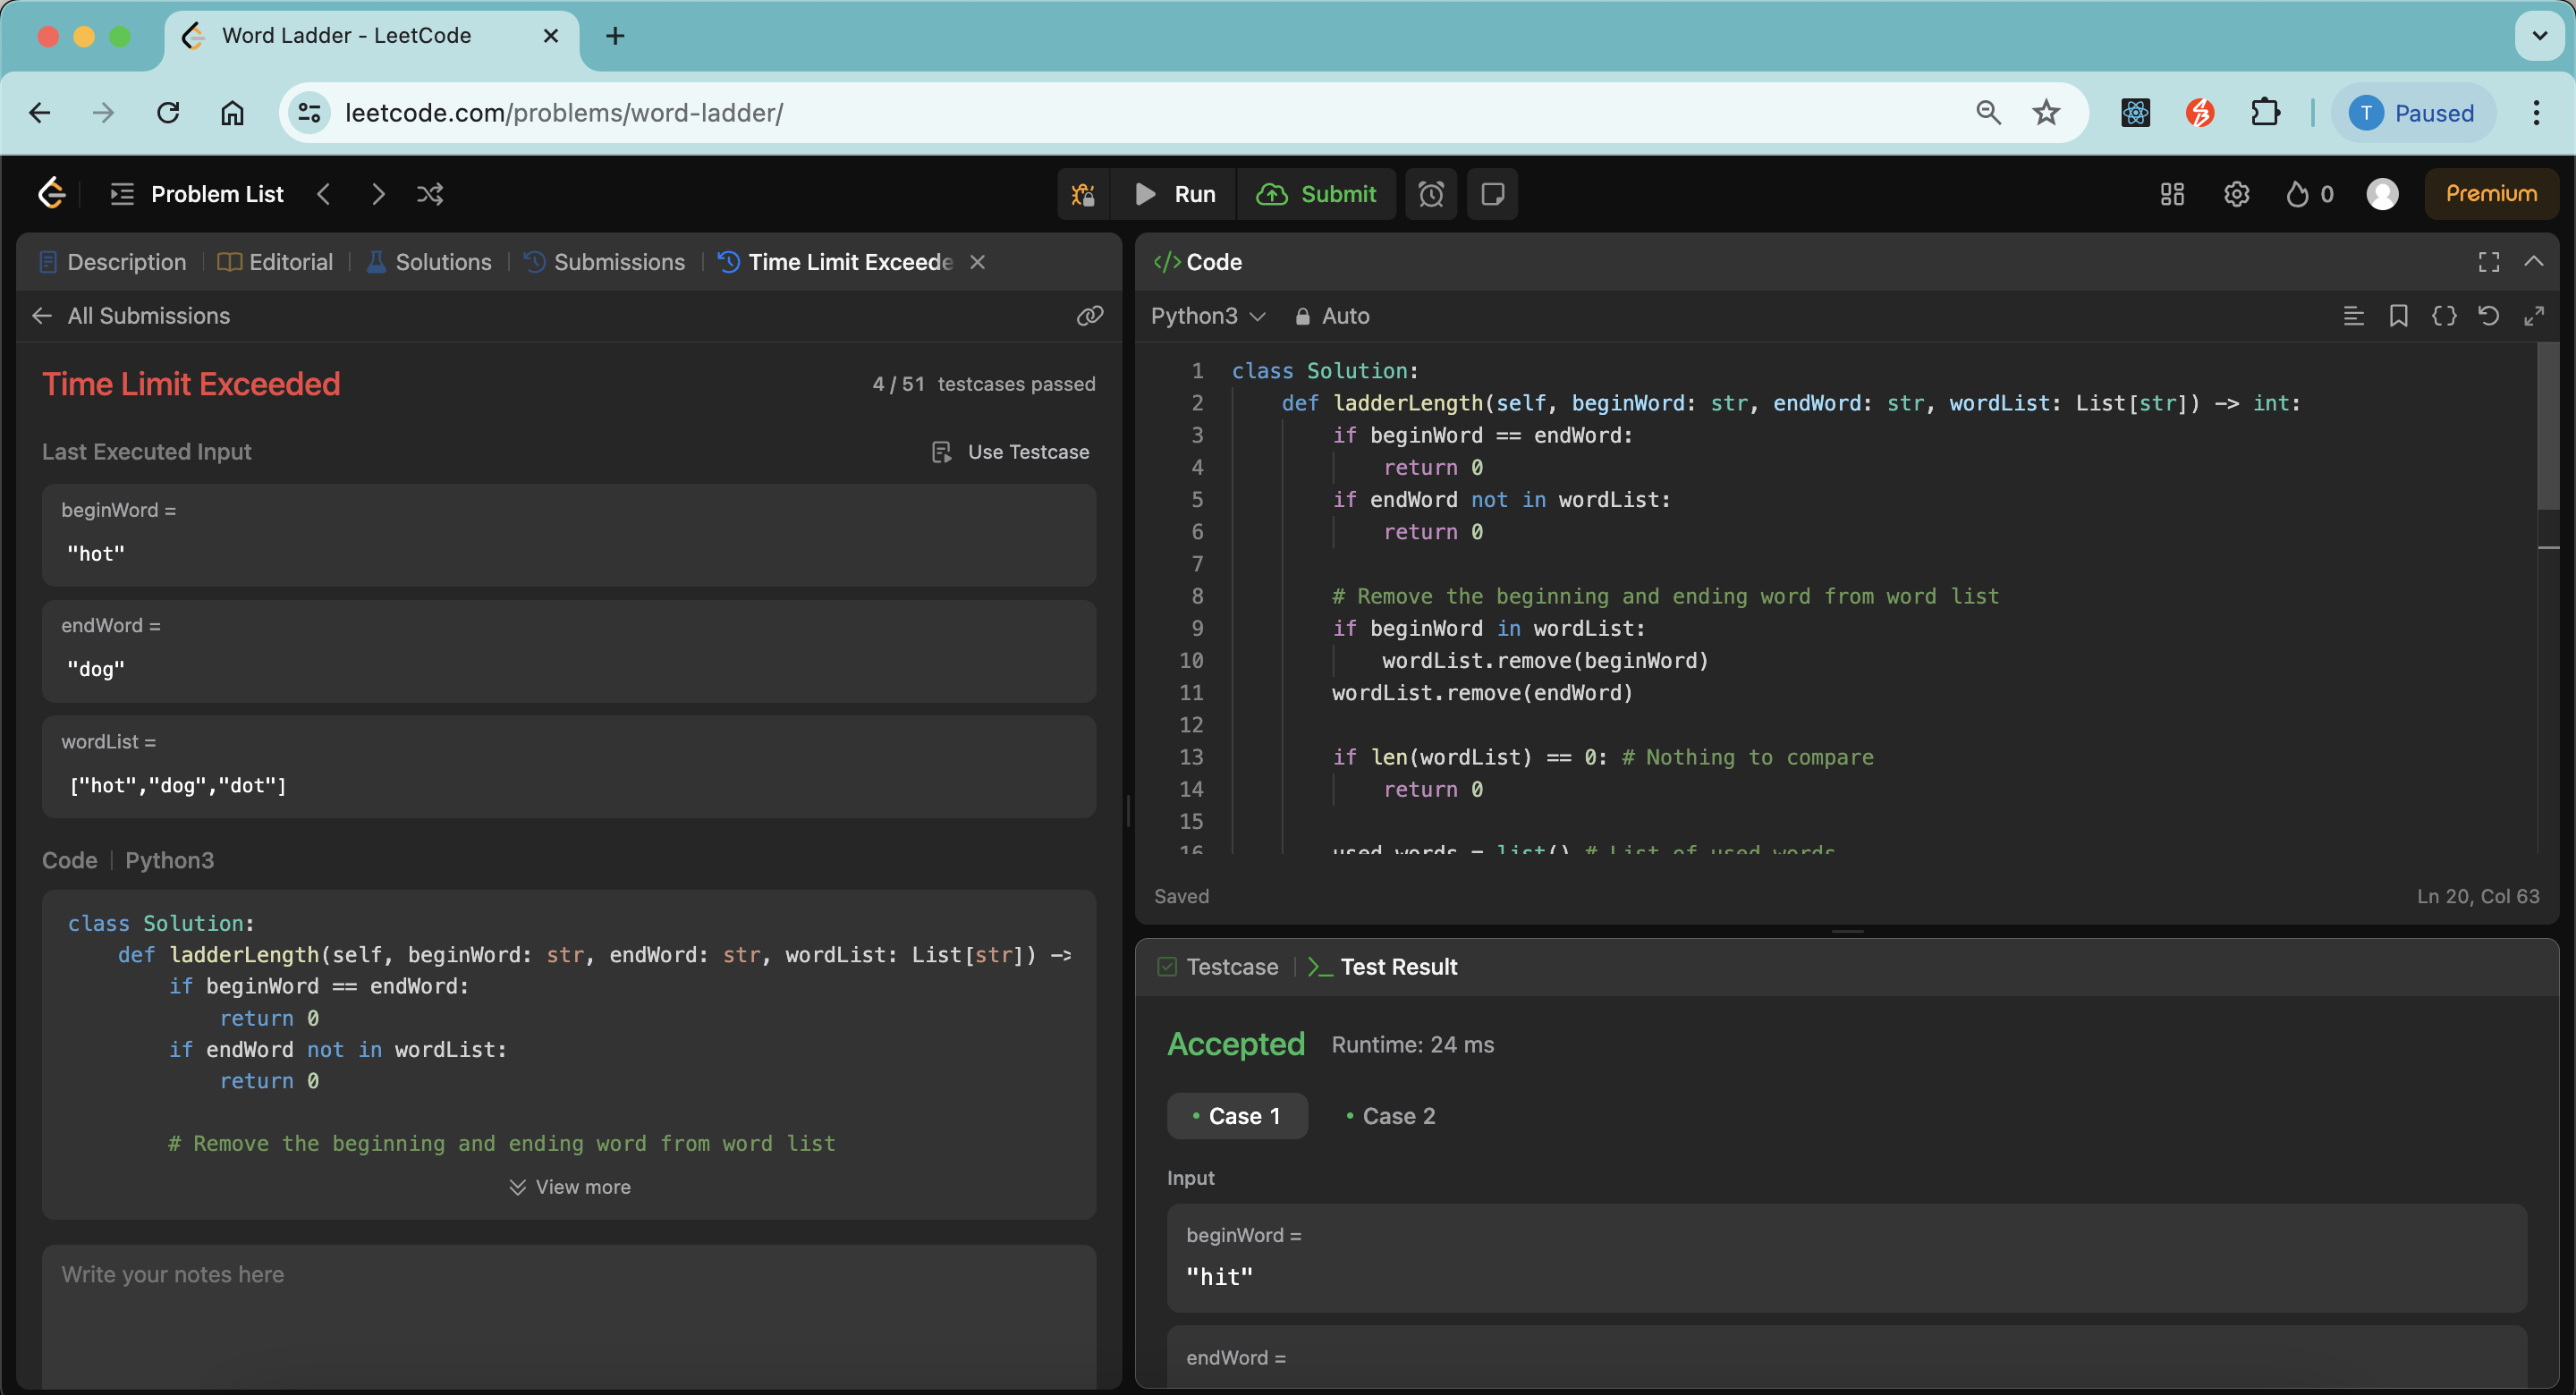 Word Ladder - LeetCode
leetcode.com/problems/word-ladder/
T Paused
Problem List
Run
Submit
0
Premium
Description
Editorial
Solutions
Submissions
Time Limit Exceede
All Submissions
Time Limit Exceeded
4 / 51 testcases passed
Last Executed Input
Use Testcase
beginWord =
"hot"
endWord =
"dog"
wordList =
["hot","dog","dot"]
Code | Python3
class Solution:
def ladderLength(self, beginWord: str, endWord: str, wordList: List[str]) ->
if beginWord == endWord:
return 0
if endWord not in wordList:
return 0
# Remove the beginning and ending word from word list
View more
Write your notes here
</> Code
Python3
Auto
1 class Solution:
2 def ladderLength(self, beginWord: str, endWord: str, wordList: List[str]) -> int:
3 if beginWord == endWord:
4 return 0
5 if endWord not in wordList:
6 return 0
7
8 # Remove the beginning and ending word from word list
9 if beginWord in wordList:
10 wordList.remove(beginWord)
11 wordList.remove(endWord)
12
13 if len(wordList) == 0: # Nothing to compare
14 return 0
15
16 used_words = list() # List of used words
Saved
Ln 20, Col 63
Testcase
Test Result
Accepted
Runtime: 24 ms
Case 1
Case 2
Input
beginWord =
"hit"
endWord =